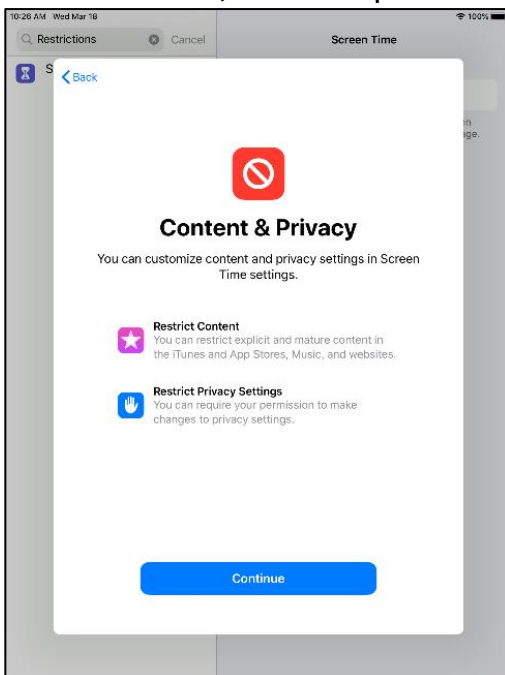 10:26 AM Wed Mar 18
100%
Restrictions
Cancel
Screen Time
S
Back
en
age.
Content & Privacy
You can customize content and privacy settings in Screen
Time settings.
Restrict Content
You can restrict explicit and mature content in
the iTunes and App Stores, Music, and websites.
Restrict Privacy Settings
You can require your permission to make
changes to privacy settings.
Continue